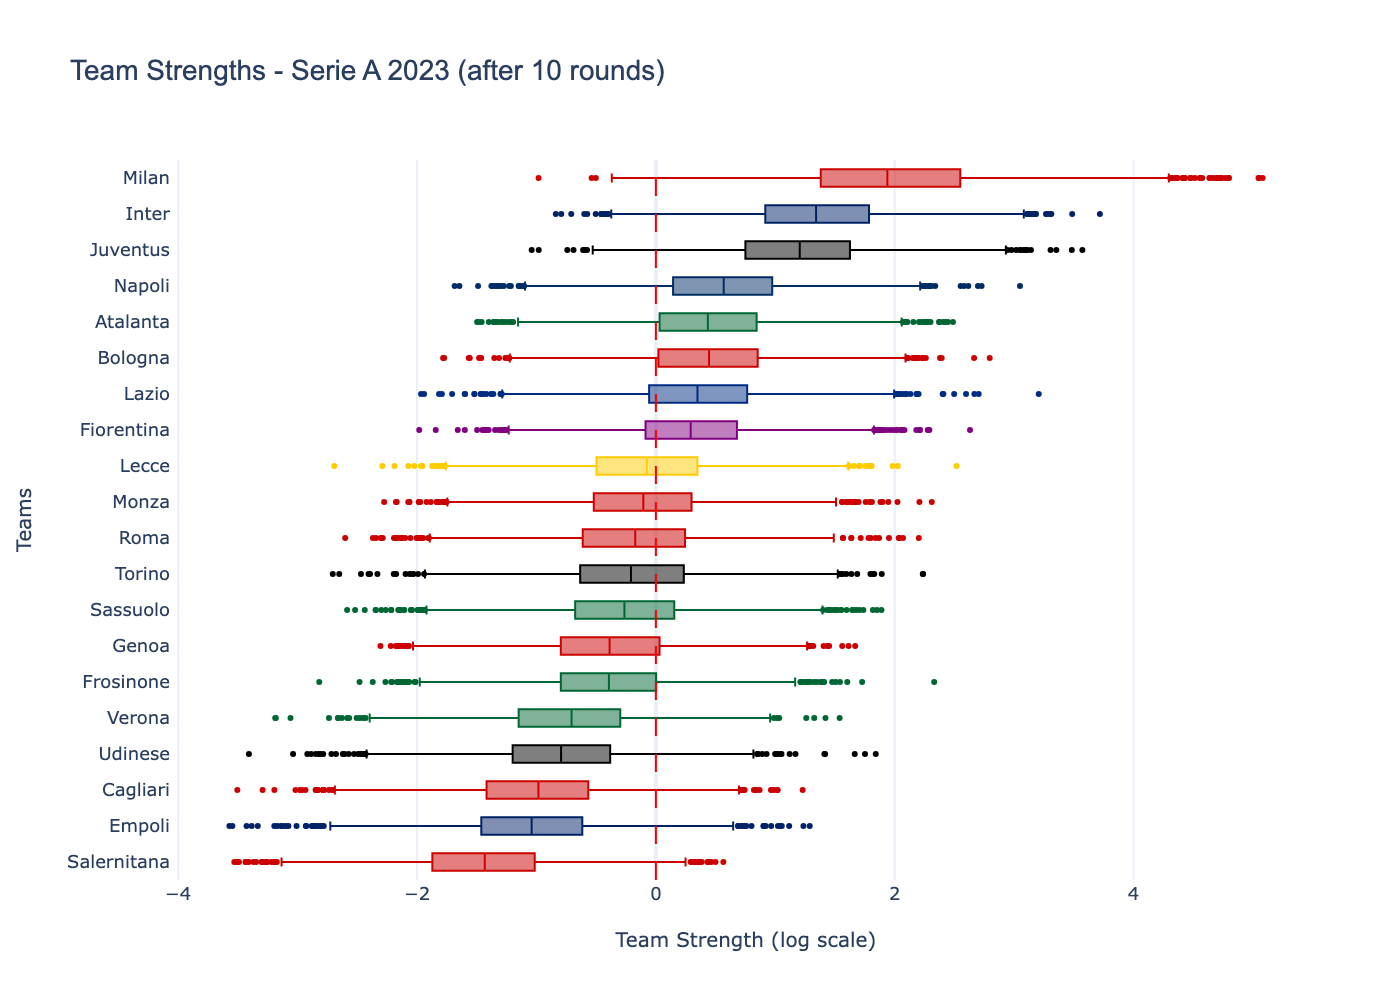 Team Strengths - Serie A 2023 (after 10 rounds)
Milan
Inter
Juventus
Napoli
Atalanta
Bologna
Lazio
Fiorentina
Lecce
Monza
Roma
Torino
Sassuolo
Genoa
Frosinone
Verona
Udinese
Cagliari
Empoli
Salernitana
Teams
−4 −2 0 2 4
Team Strength (log scale)